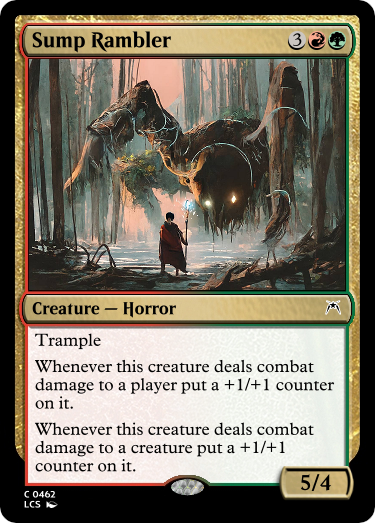 Sump Rambler 3
Creature — Horror
Trample
Whenever this creature deals combat
damage to a player put a +1/+1 counter
on it.
Whenever this creature deals combat
damage to a creature put a +1/+1
counter on it.
5/4
C 0462
LCS